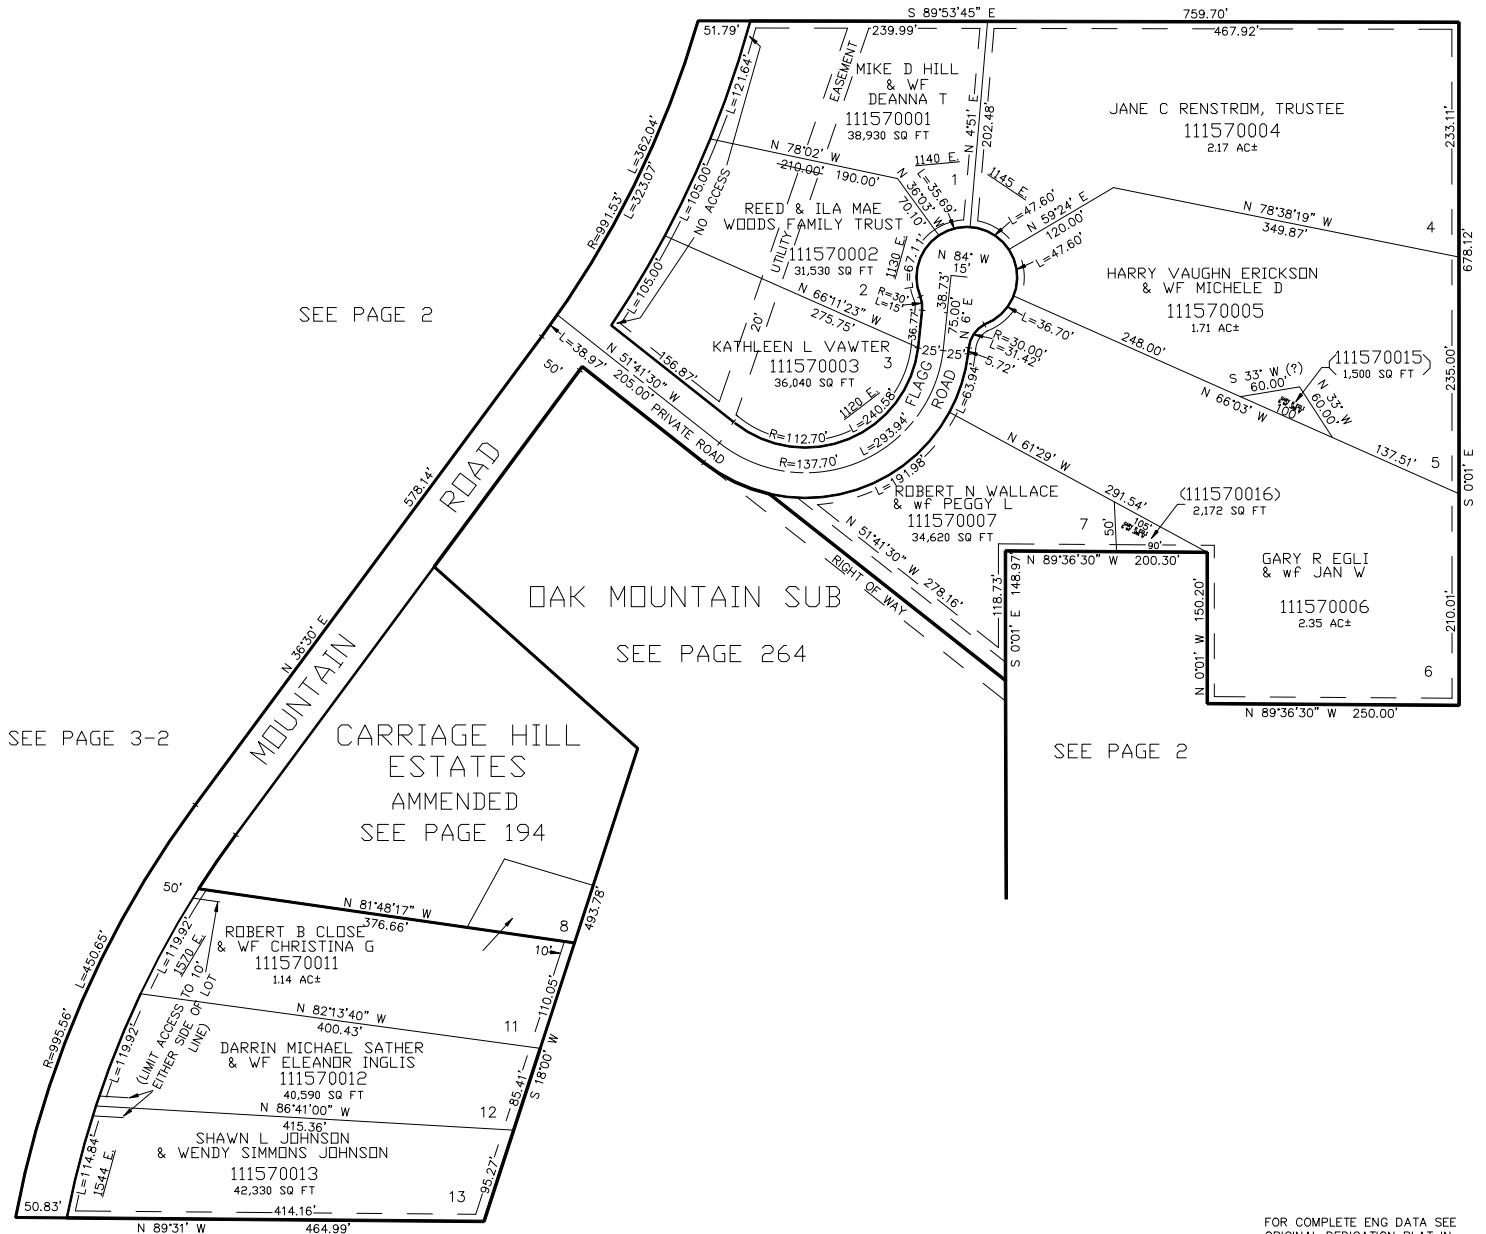 S 89°53'45" E
759.70'
51.79'
239.99'
467.92'
L=121.64'
EASEMENT
MIKE D HILL
& WF
DEANNA T
111570001
38,930 SQ FT
N 4°51' E
202.48'
JANE C RENSTROM, TRUSTEE
111570004
2.17 AC±
233.11'
L=362.04'
L=323.07'
R=991.53'
N 78°02' W
210.00' 190.00'
1140 E.
L=35.69'
1
1145 E.
N 36°03' W
70.10'
L=47.60'
N 59°24' E
120.00'
L=47.60'
N 78°38'19" W
349.87'
4
678.12'
L=105.00'
NO ACCESS
REED & ILA MAE
WOODS FAMILY TRUST
111570002
31,530 SQ FT
UTILITY
20'
1130 E.
L=67.11'
N 84° W
15'
2
R=30'
L=15'
38.73'
75.00'
N 6° E
36.77'
HARRY VAUGHN ERICKSON
& WF MICHELE D
111570005
1.71 AC±
L=105.00'
N 66°11'23" W
275.75'
SEE PAGE 2
L=36.70'
R=30.00'
L=31.42'
5.72'
25'
25'
248.00'
L=38.97'
50'
N 51°41'30" W
205.00' PRIVATE ROAD
156.87'
KATHLEEN L VAWTER
111570003
36,040 SQ FT
3
1120 E.
L=240.58'
FLAGG
ROAD
L=63.94'
L=293.94'
R=112.70'
R=137.70'
L=191.98'
S 33° W (?)
60.00'
N 33° W
60.00'
100'
(111570015)
1,500 SQ FT
235.00'
N 66°03' W
137.51'
5
S 0°01' E
N 61°29' W
291.54'
(111570016)
2,172 SQ FT
ROBERT N WALLACE
& wf PEGGY L
111570007
34,620 SQ FT
7
50'
105'
90'
N 89°36'30" W 200.30'
N 51°41'30" W 278.16'
RIGHT OF WAY
118.73'
S 0°01' E 148.97'
N 0°01' W 150.20'
GARY R EGLI
& wf JAN W
111570006
2.35 AC±
210.01'
6
N 89°36'30" W 250.00'
578.14'
N 36°30' E
MOUNTAIN ROAD
OAK MOUNTAIN SUB
SEE PAGE 264
SEE PAGE 3-2
SEE PAGE 2
CARRIAGE HILL
ESTATES
AMMENDED
SEE PAGE 194
50'
N 81°48'17" W
376.66'
8
493.78'
10'
L=450.65'
R=995.56'
L=119.92'
1570 E.
ROBERT B CLOSE
& WF CHRISTINA G
111570011
1.14 AC±
110.05'
(LIMIT ACCESS TO 10'
EITHER SIDE OF LOT
LINE)
N 82°13'40" W
400.43'
11
L=119.92'
DARRIN MICHAEL SATHER
& WF ELEANOR INGLIS
111570012
40,590 SQ FT
85.41'
S 18°00' W
N 86°41'00" W
415.36'
12
L=114.84'
1544 E.
SHAWN L JOHNSON
& WENDY SIMMONS JOHNSON
111570013
42,330 SQ FT
95.27'
13
50.83'
414.16'
N 89°31' W
464.99'
FOR COMPLETE ENG DATA SEE
ORIGINAL DEDICATION PLAT IN